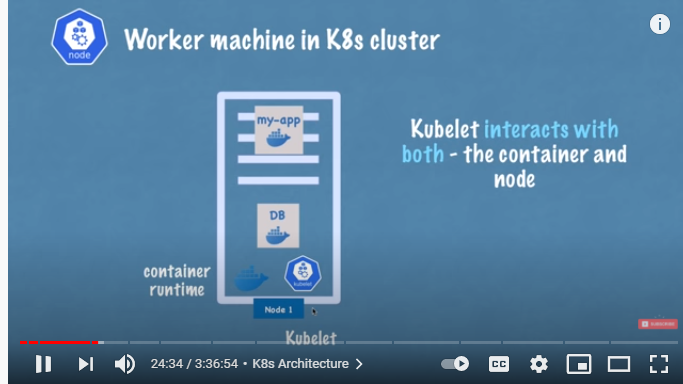 node
Worker machine in K8s cluster
my-app
Kubelet interacts with
both - the container and
node
DB
container
runtime
kubelet
Node 1
SUBSCRIBE
Kubelet
24:34 / 3:36:54 • K8s Architecture
CC